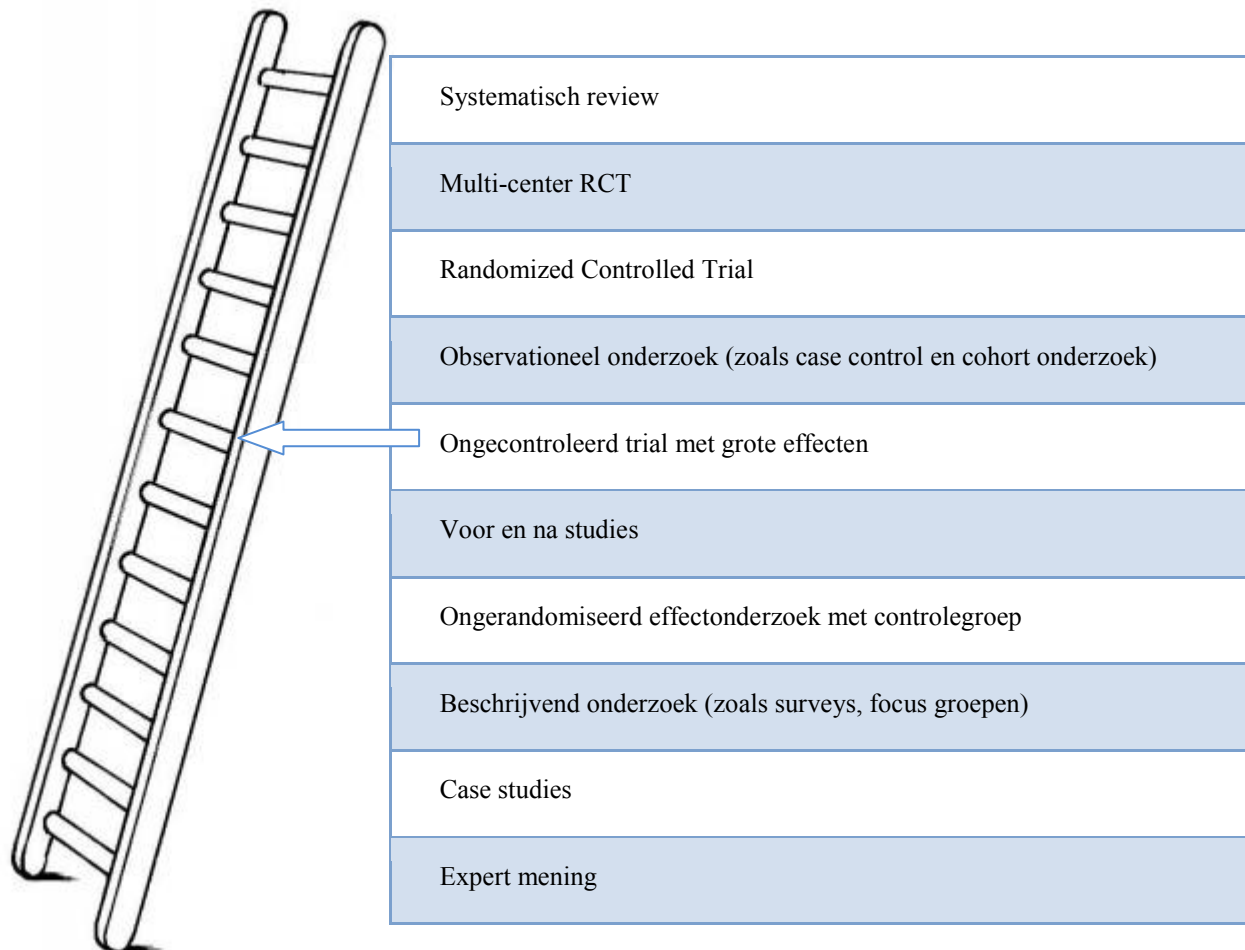 Systematisch review
Multi-center RCT
Randomized Controlled Trial
Observationeel onderzoek (zoals case control en cohort onderzoek)
Ongecontroleerd trial met grote effecten
Voor en na studies
Ongerandomiseerd effectonderzoek met controlegroep
Beschrijvend onderzoek (zoals surveys, focus groepen)
Case studies
Expert mening